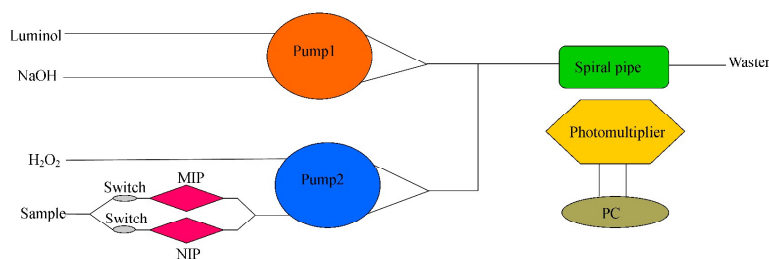 Luminol
Pump1
NaOH
Spiral pipe
Waster
Photomultiplier
H₂O₂
Pump2
MIP
Switch
Sample
Switch
NIP
PC